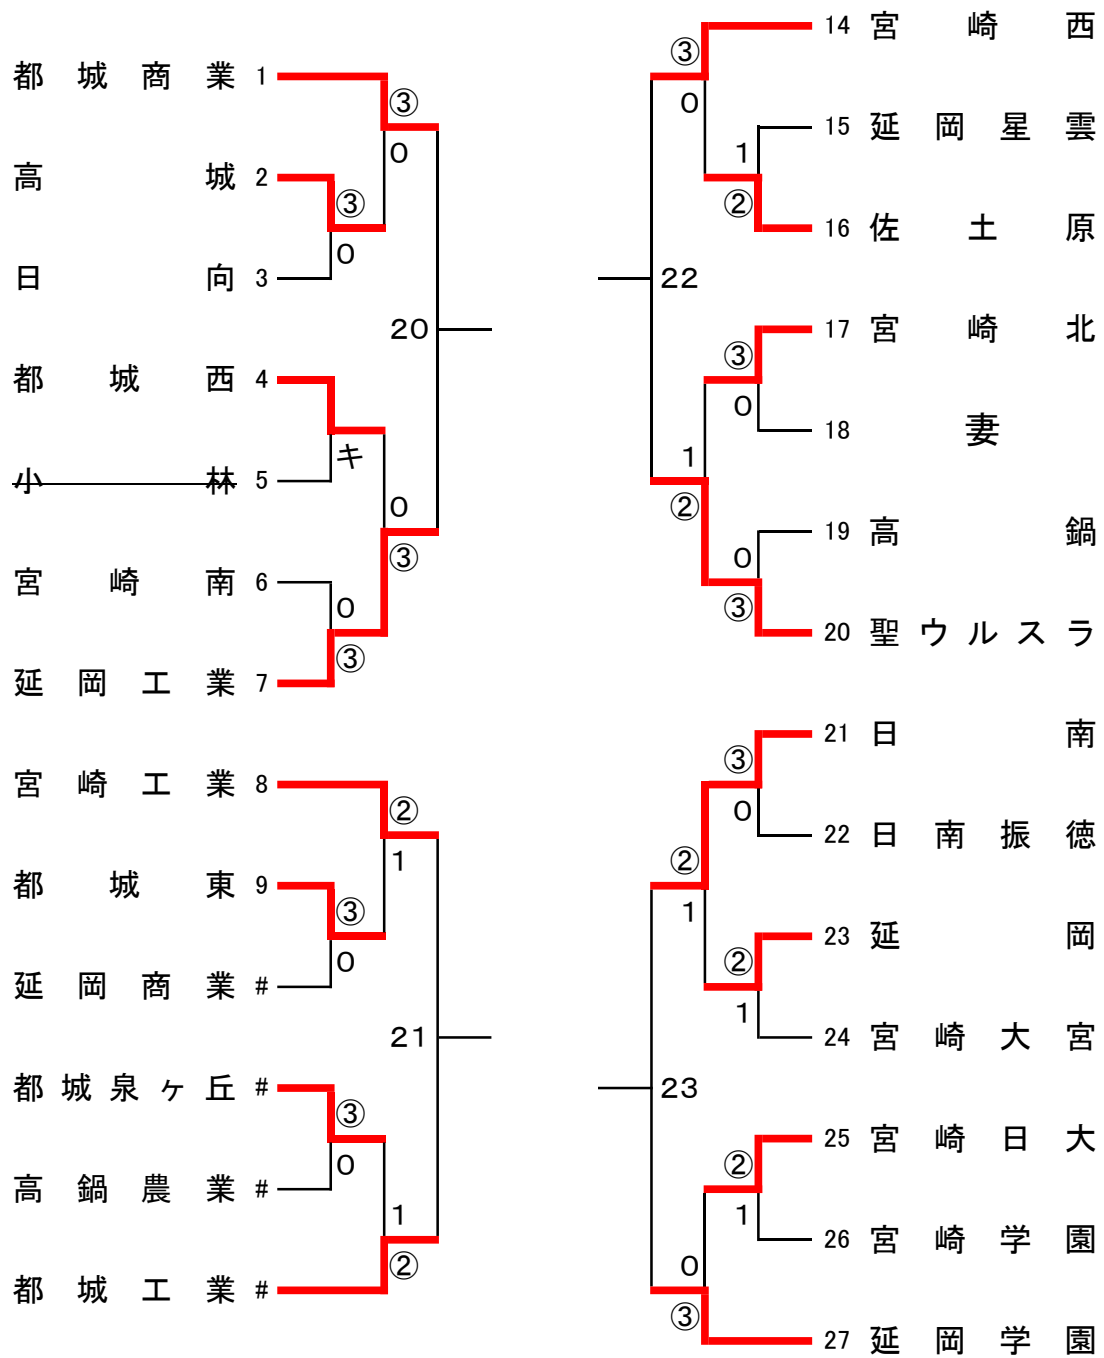 都城商業 1
③
0
高城 2
③
0
日向 3
20
都城西 4
キ
小林 5
0
③
宮崎南 6
0
③
延岡工業 7
宮崎工業 8
②
1
都城東 9
③
0
延岡商業 #
21
都城泉ヶ丘 #
③
0
高鍋農業 #
1
②
都城工業 #
14 宮崎西
③
0
15 延岡星雲
1
②
16 佐土原
22
17 宮崎北
③
0
18 妻
1
②
19 高鍋
0
③
20 聖ウルスラ
21 日南
③
0
22 日南振徳
②
1
23 延岡
②
1
24 宮崎大宮
23
25 宮崎日大
②
1
26 宮崎学園
0
③
27 延岡学園